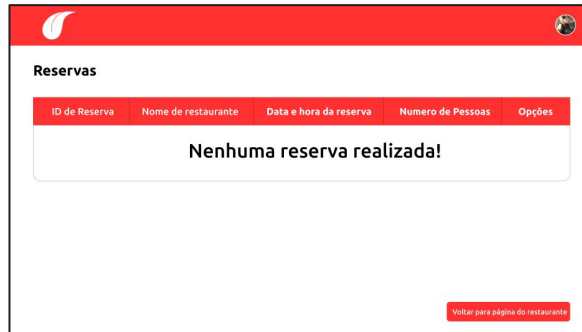 Reservas
ID de Reserva Nome de restaurante Data e hora da reserva Numero de Pessoas Opções
Nenhuma reserva realizada!
Voltar para página do restaurante